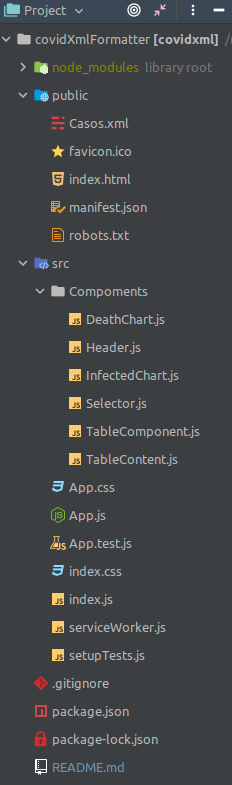 Project
covidXmlFormatter [covidxml] /
node_modules library root
public
Casos.xml
favicon.ico
index.html
manifest.json
robots.txt
src
Compoments
DeathChart.js
Header.js
InfectedChart.js
Selector.js
TableComponent.js
TableContent.js
App.css
App.js
App.test.js
index.css
index.js
serviceWorker.js
setupTests.js
.gitignore
package.json
package-lock.json
README.md